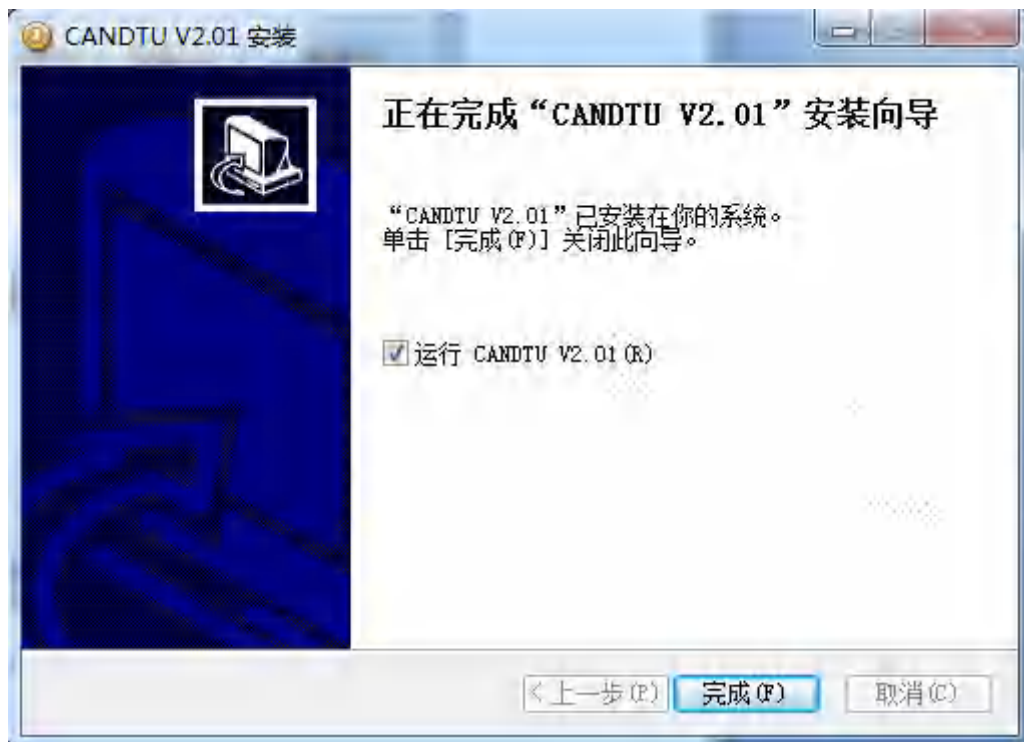 CANDTU V2.01 安装
正在完成“CANDTU V2.01”安装向导
“CANDTU V2.01”已安装在你的系统。
单击 [完成(F)] 关闭此向导。
运行 CANDTU V2.01(R)
<上一步(P) 完成(F) 取消(C)